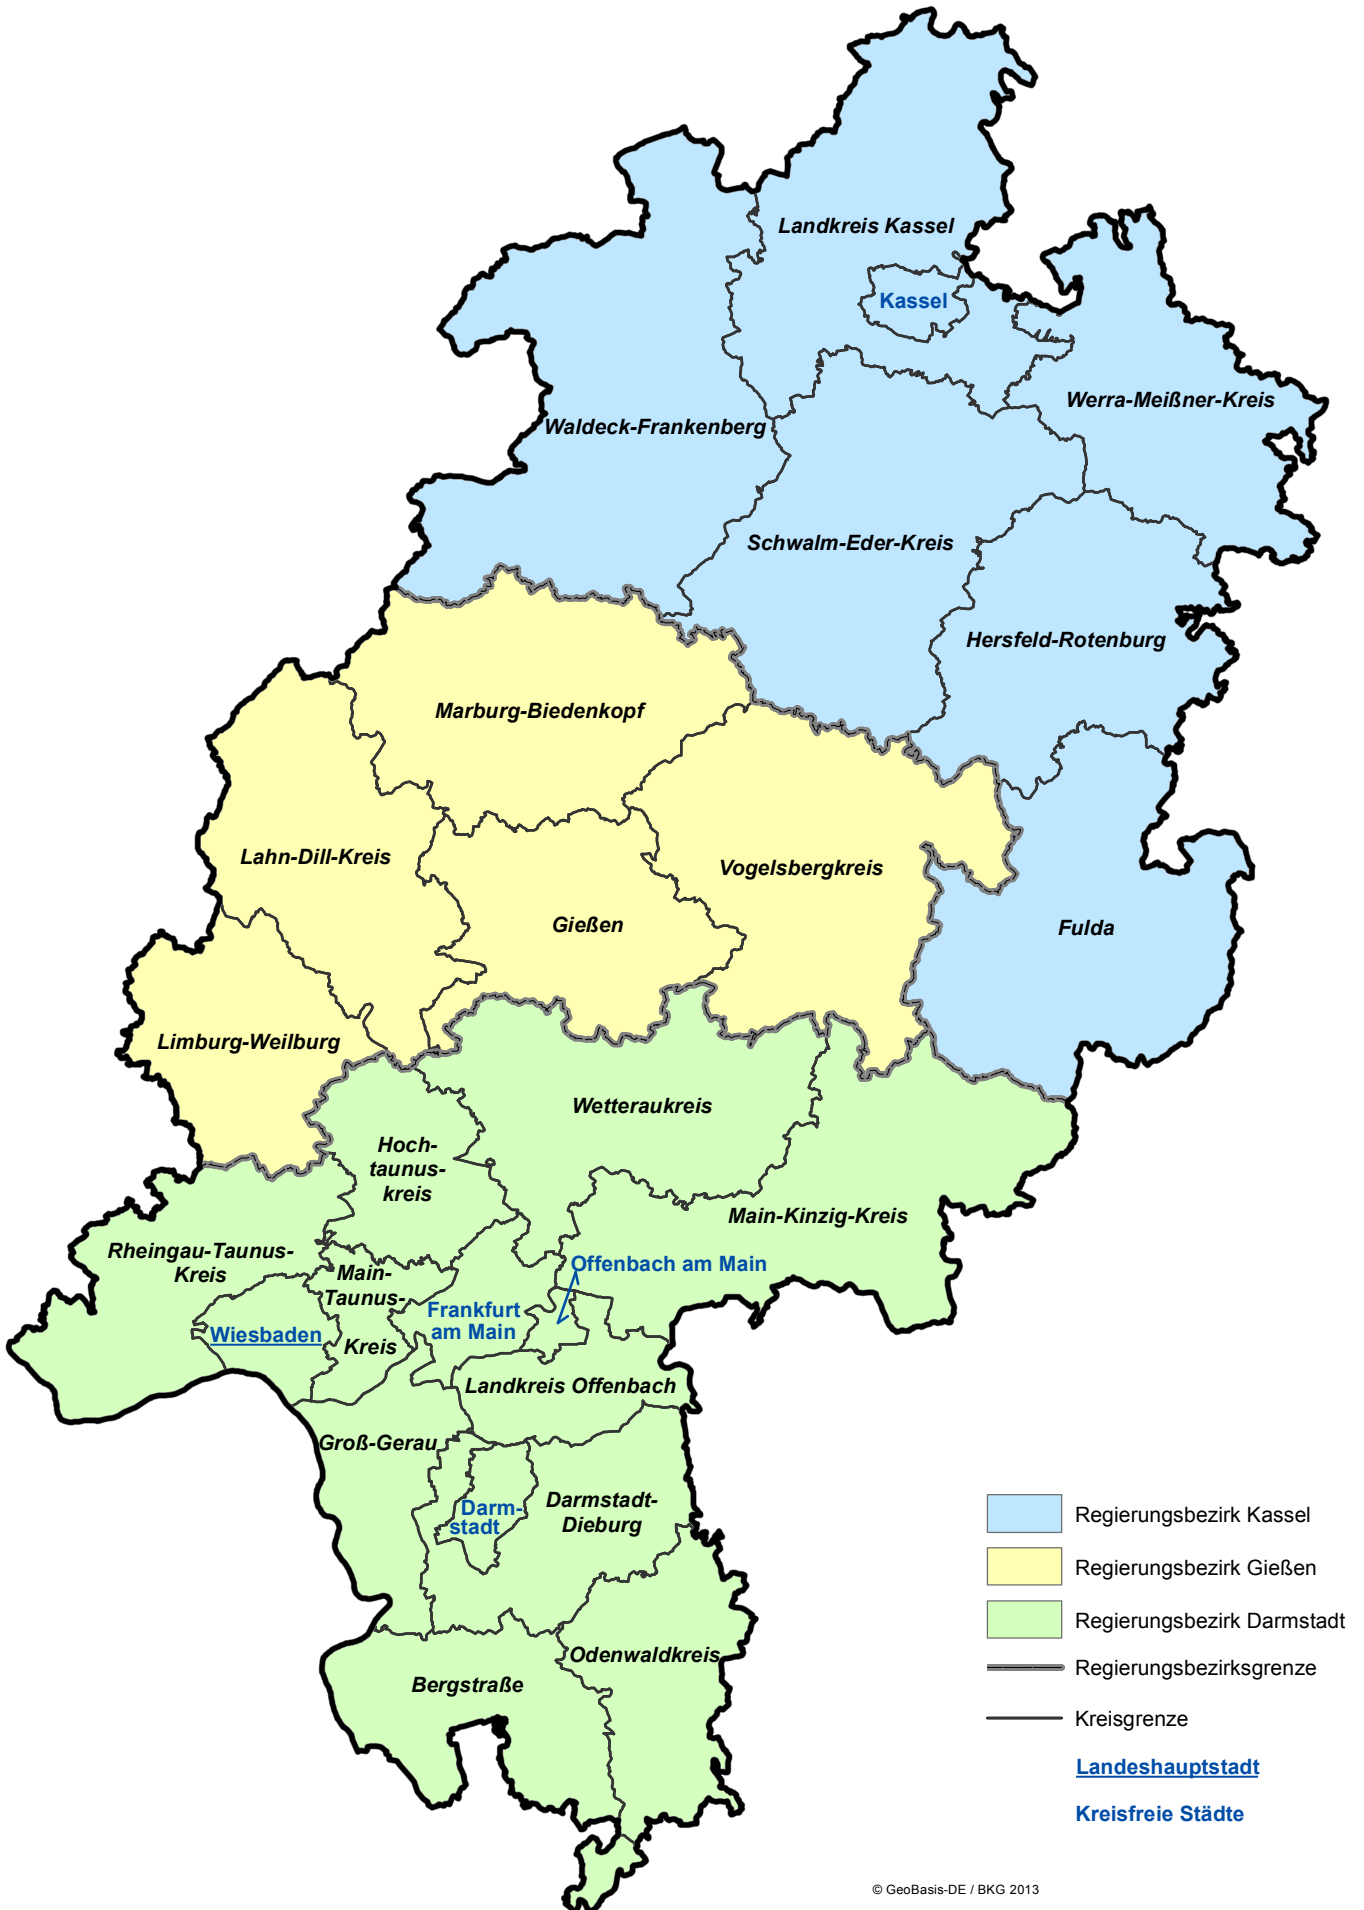 Landkreis Kassel
Kassel
Werra-Meißner-Kreis
Waldeck-Frankenberg
Schwalm-Eder-Kreis
Hersfeld-Rotenburg
Marburg-Biedenkopf
Lahn-Dill-Kreis
Vogelsbergkreis
Gießen
Fulda
Limburg-Weilburg
Wetteraukreis
Hoch-
taunus-
kreis
Main-Kinzig-Kreis
Rheingau-Taunus-
Kreis
Main-
Taunus-
Kreis
Offenbach am Main
Frankfurt
am Main
Wiesbaden
Landkreis Offenbach
Groß-Gerau
Darm-
stadt
Darmstadt-
Dieburg
Odenwaldkreis
Bergstraße
Regierungsbezirk Kassel
Regierungsbezirk Gießen
Regierungsbezirk Darmstadt
Regierungsbezirksgrenze
Kreisgrenze
Landeshauptstadt
Kreisfreie Städte
© GeoBasis-DE / BKG 2013